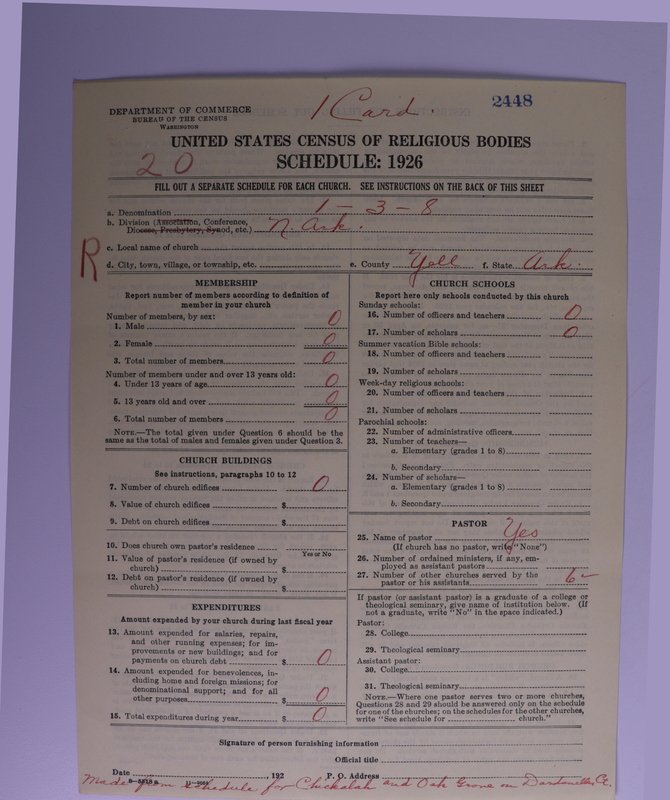 1 Card.
2448
DEPARTMENT OF COMMERCE
BUREAU OF THE CENSUS
WASHINGTON
UNITED STATES CENSUS OF RELIGIOUS BODIES
20
SCHEDULE: 1926
FILL OUT A SEPARATE SCHEDULE FOR EACH CHURCH. SEE INSTRUCTIONS ON THE BACK OF THIS SHEET
a. Denomination 1-3-8
b. Division (Association, Conference,
Diocese, Presbytery, Synod, etc.) N. Ark.
R
c. Local name of church
d. City, town, village, or township, etc. e. County Yell f. State Ark.
MEMBERSHIP
Report number of members according to definition of
member in your church
Number of members, by sex:
1. Male 0
2. Female 0
3. Total number of members 0
Number of members under and over 13 years old:
4. Under 13 years of age 0
5. 13 years old and over 0
6. Total number of members 0
NOTE.—The total given under Question 6 should be the
same as the total of males and females given under Question 3.
CHURCH BUILDINGS
See instructions, paragraphs 10 to 12
7. Number of church edifices 0
8. Value of church edifices $
9. Debt on church edifices $
10. Does church own pastor's residence
Yes or No
11. Value of pastor's residence (if owned by
church) $
12. Debt on pastor's residence (if owned by
church) $
EXPENDITURES
Amount expended by your church during last fiscal year
13. Amount expended for salaries, repairs,
and other running expenses; for im-
provements or new buildings; and for
payments on church debt $ 0
14. Amount expended for benevolences, in-
cluding home and foreign missions; for
denominational support; and for all
other purposes $ 0
15. Total expenditures during year $ 0
CHURCH SCHOOLS
Report here only schools conducted by this church
Sunday schools:
16. Number of officers and teachers 0
17. Number of scholars 0
Summer vacation Bible schools:
18. Number of officers and teachers
19. Number of scholars
Week-day religious schools:
20. Number of officers and teachers
21. Number of scholars
Parochial schools:
22. Number of administrative officers
23. Number of teachers—
a. Elementary (grades 1 to 8)
b. Secondary
24. Number of scholars—
a. Elementary (grades 1 to 8)
b. Secondary
PASTOR
25. Name of pastor Yes
(If church has no pastor, write "None")
26. Number of ordained ministers, if any, em-
ployed as assistant pastors
27. Number of other churches served by the
pastor or his assistants 6-
If pastor (or assistant pastor) is a graduate of a college or
theological seminary, give name of institution below. (If
not a graduate, write "No" in the space indicated.)
Pastor:
28. College
29. Theological seminary
Assistant pastor:
30. College
31. Theological seminary
NOTE.—Where one pastor serves two or more churches,
Questions 28 and 29 should be answered only on the schedule
for one of the churches; on the schedules for the other churches,
write "See schedule for church."
Signature of person furnishing information
Official title
Date , 192 P. O. Address
Made from schedule for Chickalah and Oak Grove on Dardanelle Ct.